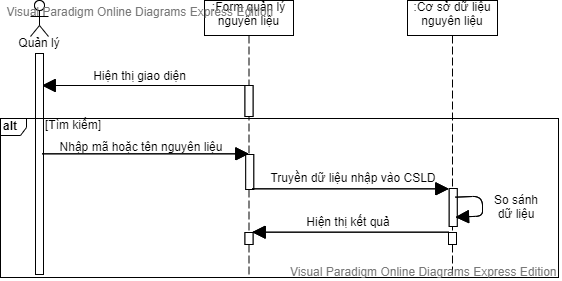 Visual Paradigm Online Diagrams Express Edition
:Form quản lý
nguyên liệu
:Cơ sở dữ liệu
nguyên liệu
Quản lý
Hiện thị giao diện
alt
[Tìm kiếm]
Nhập mã hoặc tên nguyên liệu
Truyền dữ liệu nhập vào CSLD
So sánh
dữ liệu
Hiện thị kết quả
Visual Paradigm Online Diagrams Express Edition